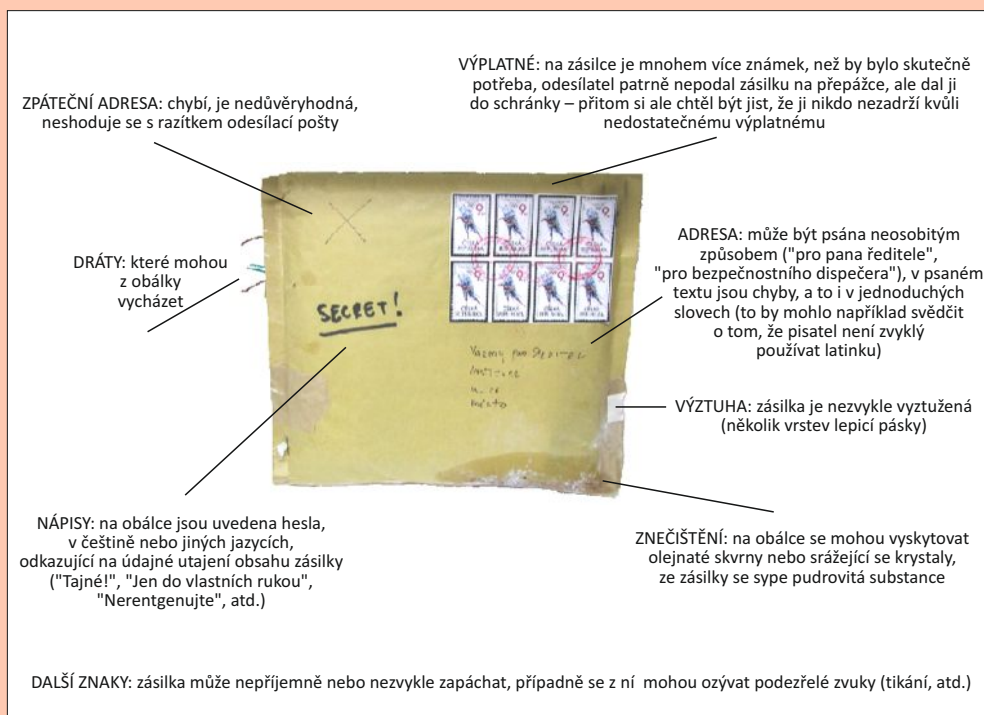 VÝPLATNÉ: na zásilce je mnohem více známek, než by bylo skutečně
potřeba, odesílatel patrně nepodal zásilku na přepážce, ale dal ji
do schránky – přitom si ale chtěl být jist, že ji nikdo nezadrží kvůli
nedostatečnému výplatnému
ZPÁTEČNÍ ADRESA: chybí, je nedůvěryhodná,
neshoduje se s razítkem odesílací pošty
ADRESA: může být psána neosobitým
způsobem ("pro pana ředitele",
"pro bezpečnostního dispečera"), v psaném
textu jsou chyby, a to i v jednoduchých
slovech (to by mohlo například svědčit
o tom, že pisatel není zvyklý
používat latinku)
DRÁTY: které mohou
z obálky
vycházet
SECRET!
VÝZTUHA: zásilka je nezvykle vyztužená
(několik vrstev lepicí pásky)
NÁPISY: na obálce jsou uvedena hesla,
v češtině nebo jiných jazycích,
odkazující na údajné utajení obsahu zásilky
("Tajné!", "Jen do vlastních rukou",
"Nerentgenujte", atd.)
ZNEČIŠTĚNÍ: na obálce se mohou vyskytovat
olejnaté skvrny nebo srážející se krystaly,
ze zásilky se sype pudrovitá substance
DALŠÍ ZNAKY: zásilka může nepříjemně nebo nezvykle zapáchat, případně se z ní mohou ozývat podezřelé zvuky (tikání, atd.)